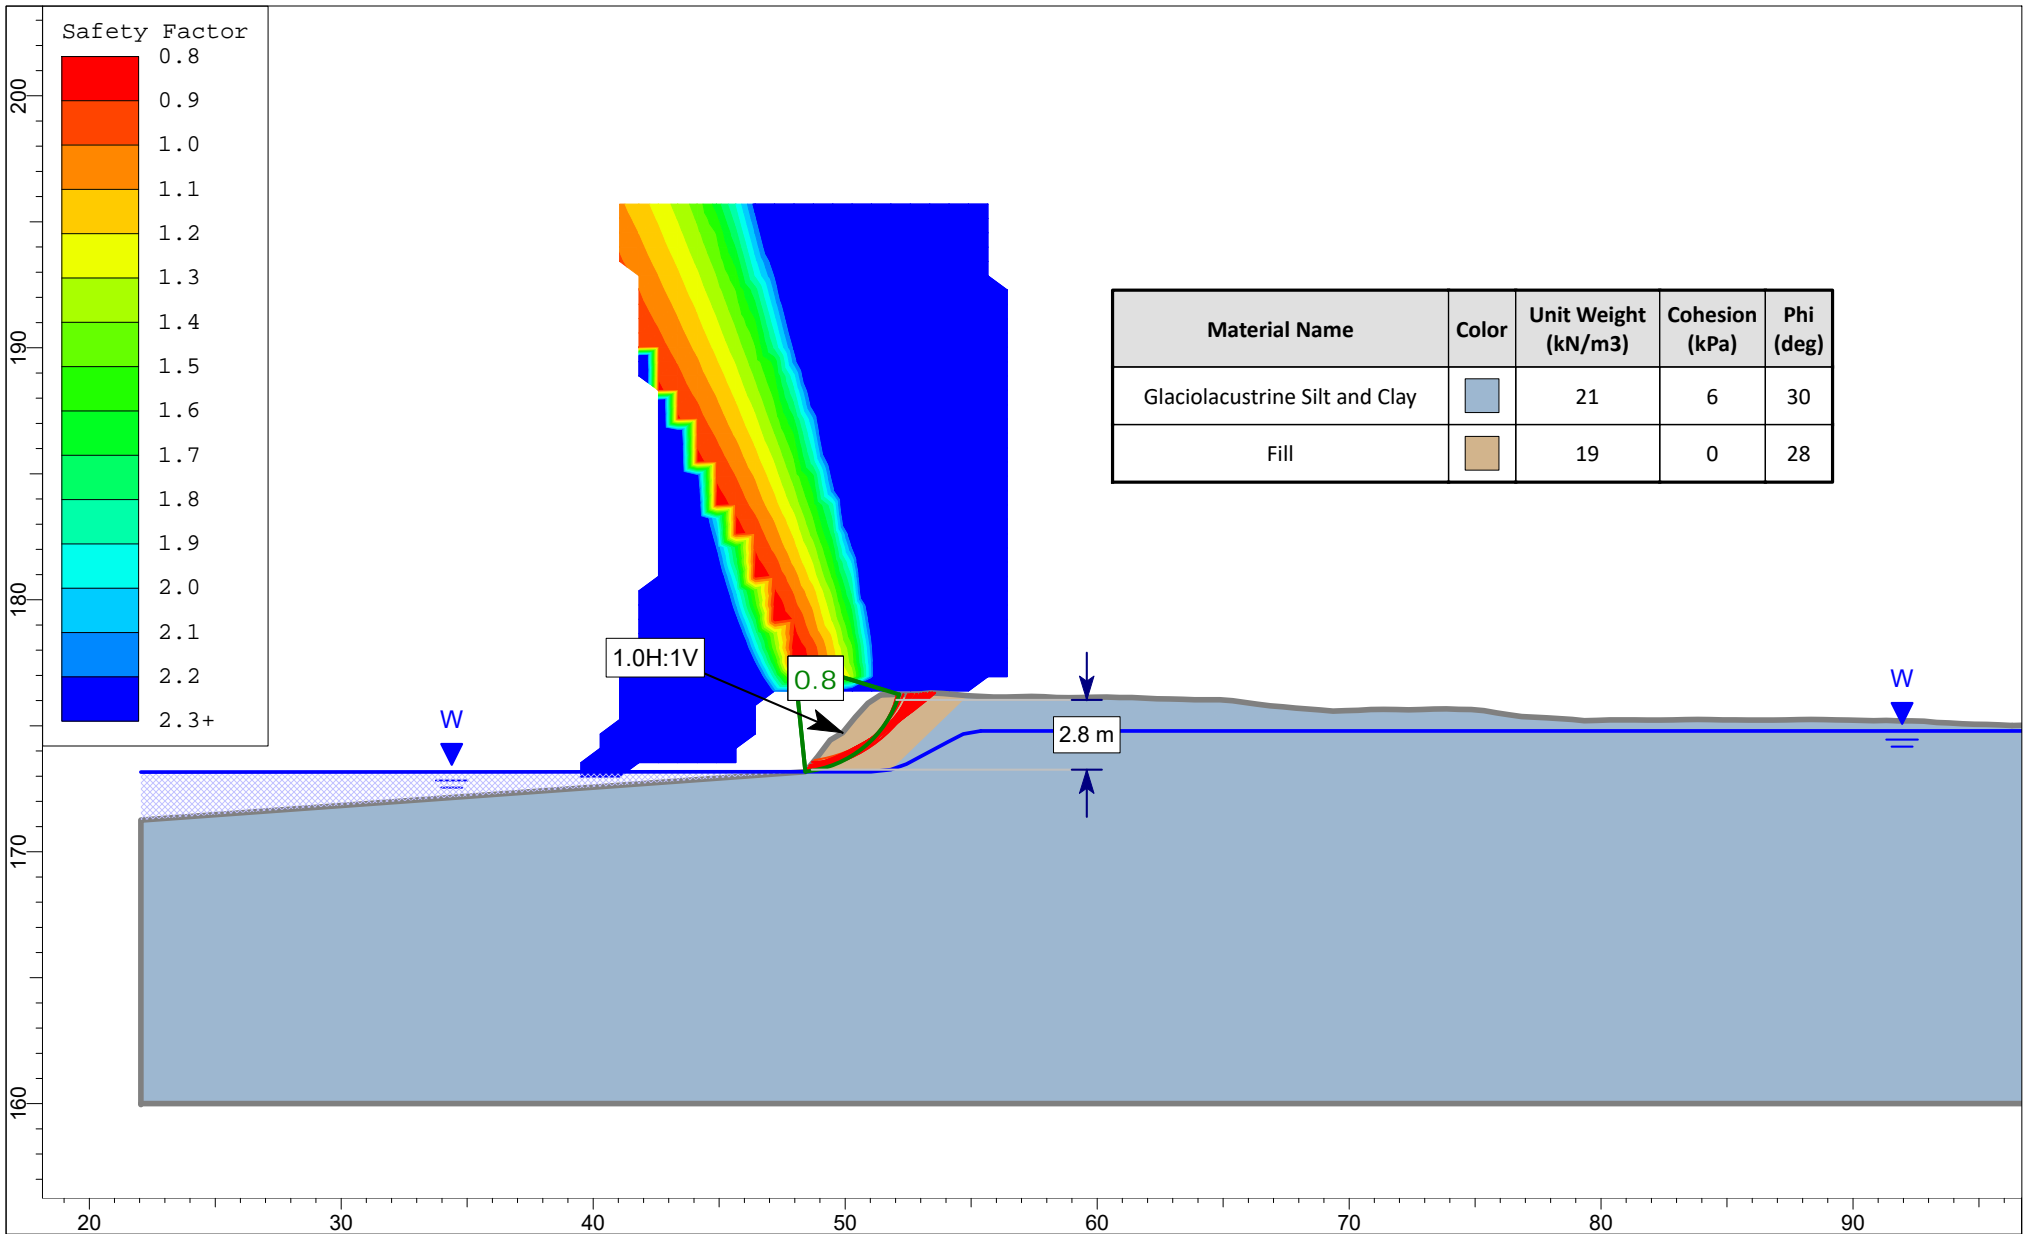 Safety Factor
0.8
0.9
1.0
1.1
1.2
1.3
1.4
1.5
1.6
1.7
1.8
1.9
2.0
2.1
2.2
2.3+
200
190
180
170
160
Material Name Color Unit Weight (kN/m3) Cohesion (kPa) Phi (deg)
Glaciolacustrine Silt and Clay 21 6 30
Fill 19 0 28
1.0H:1V
0.8
W
2.8 m
W
20 30 40 50 60 70 80 90